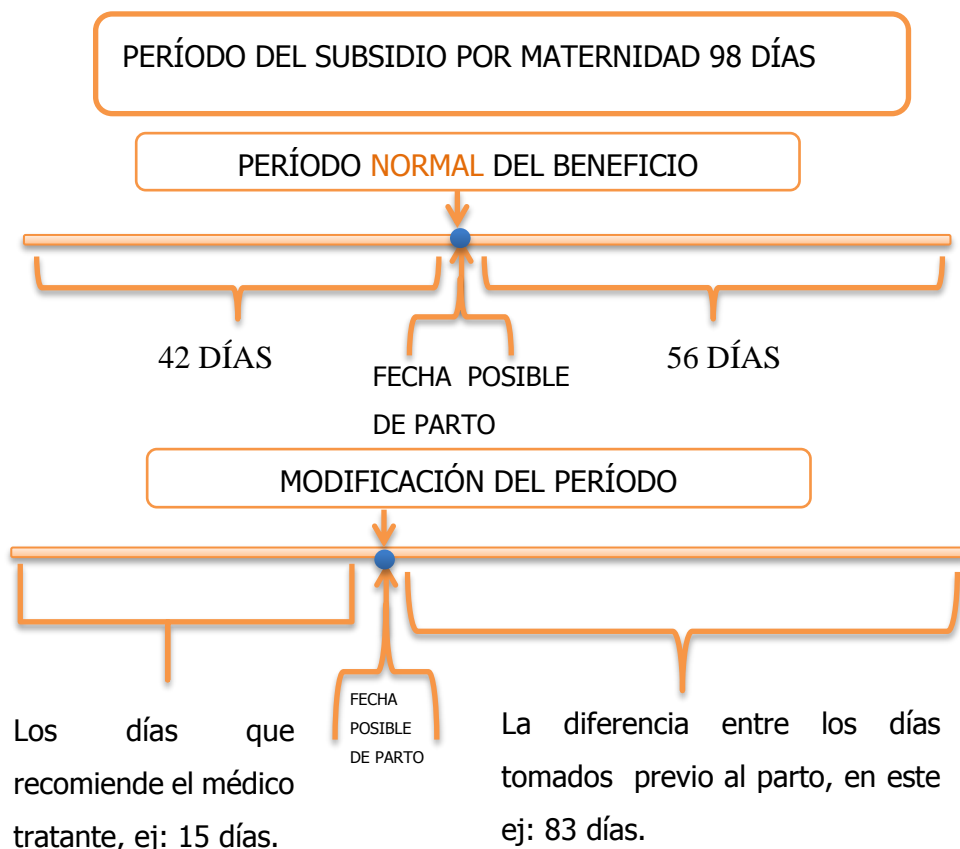 PERÍODO DEL SUBSIDIO POR MATERNIDAD 98 DÍAS
PERÍODO NORMAL DEL BENEFICIO
42 DÍAS
FECHA POSIBLE
DE PARTO
56 DÍAS
MODIFICACIÓN DEL PERÍODO
Los días que
recomiende el médico
tratante, ej: 15 días.
FECHA
POSIBLE
DE PARTO
La diferencia entre los días
tomados previo al parto, en este
ej: 83 días.